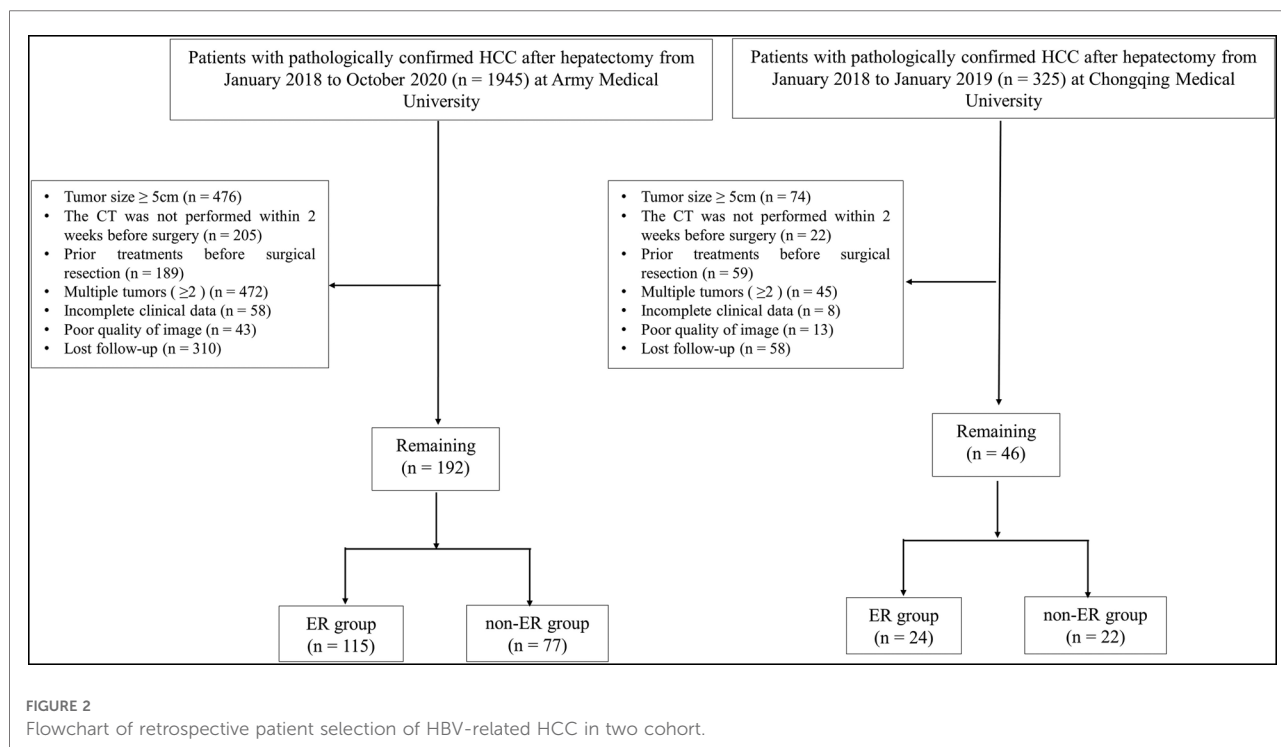 Patients with pathologically confirmed HCC after hepatectomy from
January 2018 to October 2020 (n = 1945) at Army Medical
University
Patients with pathologically confirmed HCC after hepatectomy from
January 2018 to January 2019 (n = 325) at Chongqing Medical
University
• Tumor size ≥ 5cm (n = 476)
• The CT was not performed within 2
weeks before surgery (n = 205)
• Prior treatments before surgical
resection (n = 189)
• Multiple tumors ( ≥2 ) (n = 472)
• Incomplete clinical data (n = 58)
• Poor quality of image (n = 43)
• Lost follow-up (n = 310)
• Tumor size ≥ 5cm (n = 74)
• The CT was not performed within 2
weeks before surgery (n = 22)
• Prior treatments before surgical
resection (n = 59)
• Multiple tumors ( ≥2 ) (n = 45)
• Incomplete clinical data (n = 8)
• Poor quality of image (n = 13)
• Lost follow-up (n = 58)
Remaining
(n = 192)
Remaining
(n = 46)
ER group
(n = 115)
non-ER group
(n = 77)
ER group
(n = 24)
non-ER group
(n = 22)
FIGURE 2
Flowchart of retrospective patient selection of HBV-related HCC in two cohort.